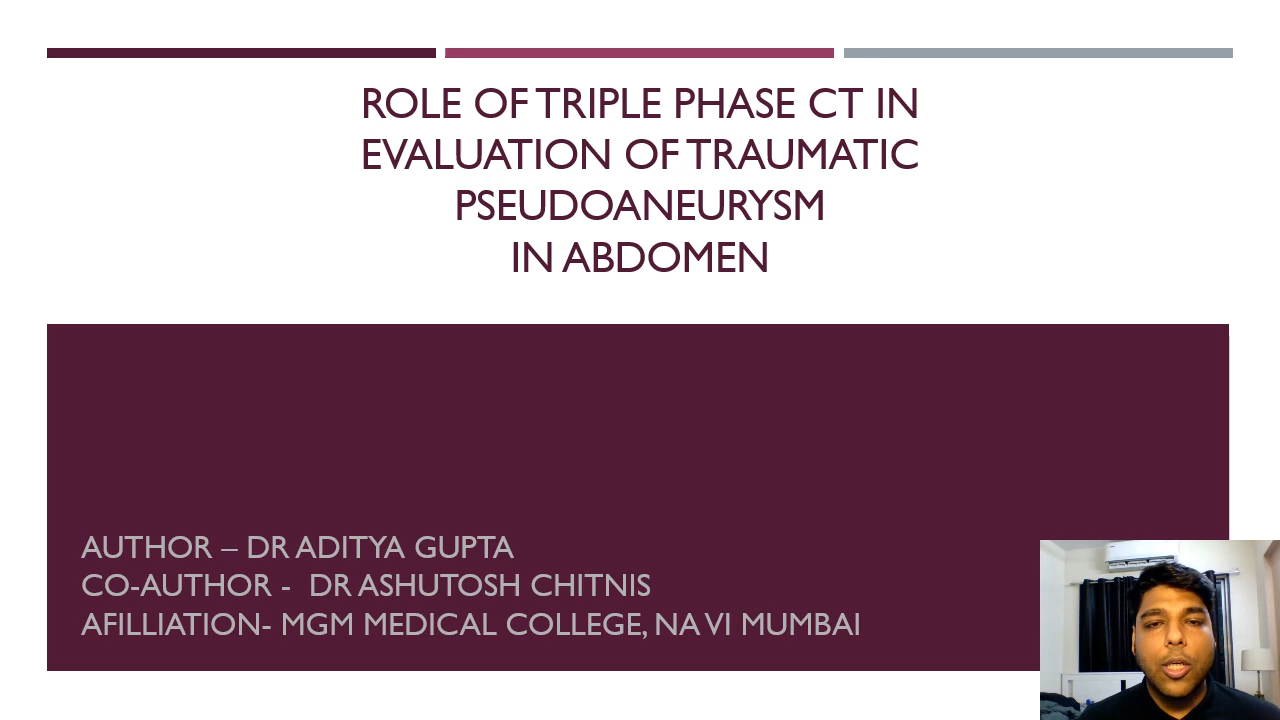 ROLE OF TRIPLE PHASE CT IN
EVALUATION OF TRAUMATIC
PSEUDOANEURYSM
IN ABDOMEN
AUTHOR – DR ADITYA GUPTA
CO-AUTHOR - DR ASHUTOSH CHITNIS
AFILLIATION- MGM MEDICAL COLLEGE, NAVI MUMBAI